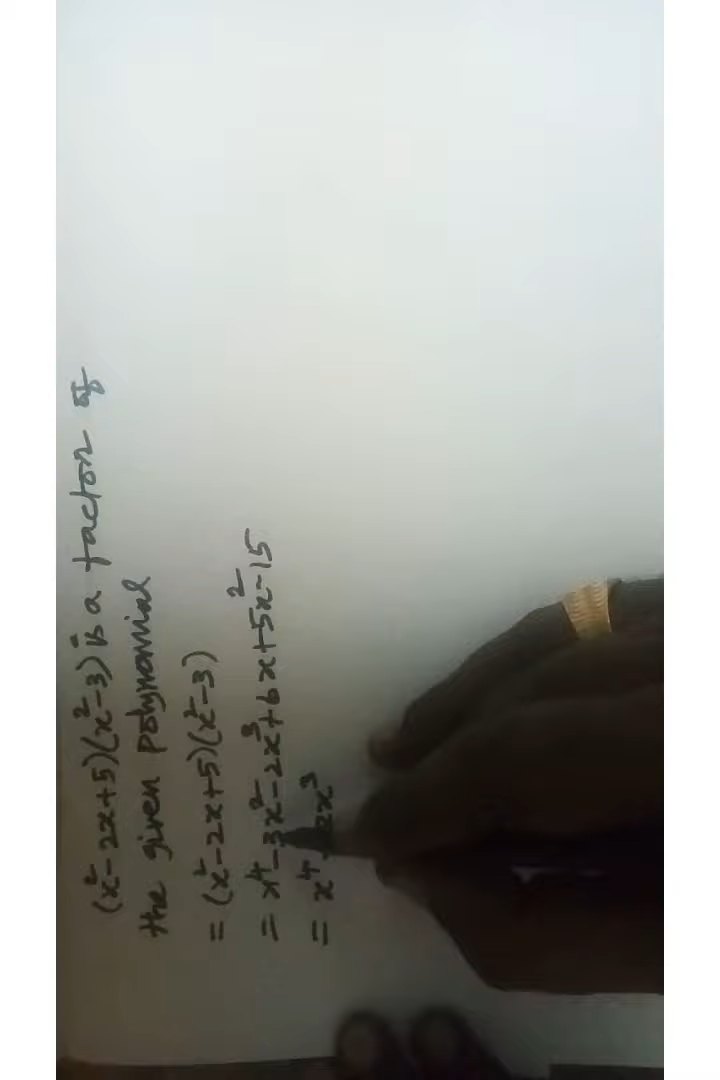 (x²-2x+5)(x²-3) is a factor of
the given polynomial
= (x²-2x+5)(x²-3)
= x⁴-3x²-2x³+6x+5x²-15
= x⁴-2x³